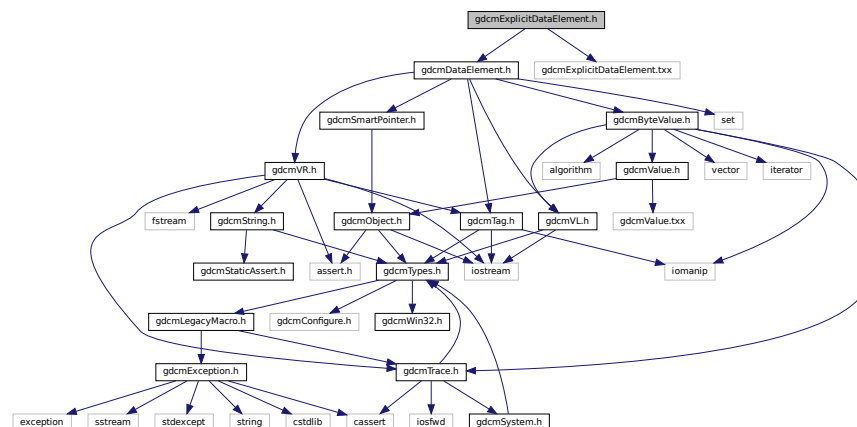 gdcmExplicitDataElement.h
gdcmDataElement.h
gdcmExplicitDataElement.txx
gdcmSmartPointer.h
gdcmByteValue.h
set
gdcmVR.h
algorithm
gdcmValue.h
vector
iterator
fstream
gdcmString.h
gdcmObject.h
gdcmTag.h
gdcmVL.h
gdcmValue.txx
gdcmStaticAssert.h
assert.h
gdcmTypes.h
iostream
iomanip
gdcmLegacyMacro.h
gdcmConfigure.h
gdcmWin32.h
gdcmException.h
gdcmTrace.h
exception
sstream
stdexcept
string
cstdlib
cassert
iosfwd
gdcmSystem.h